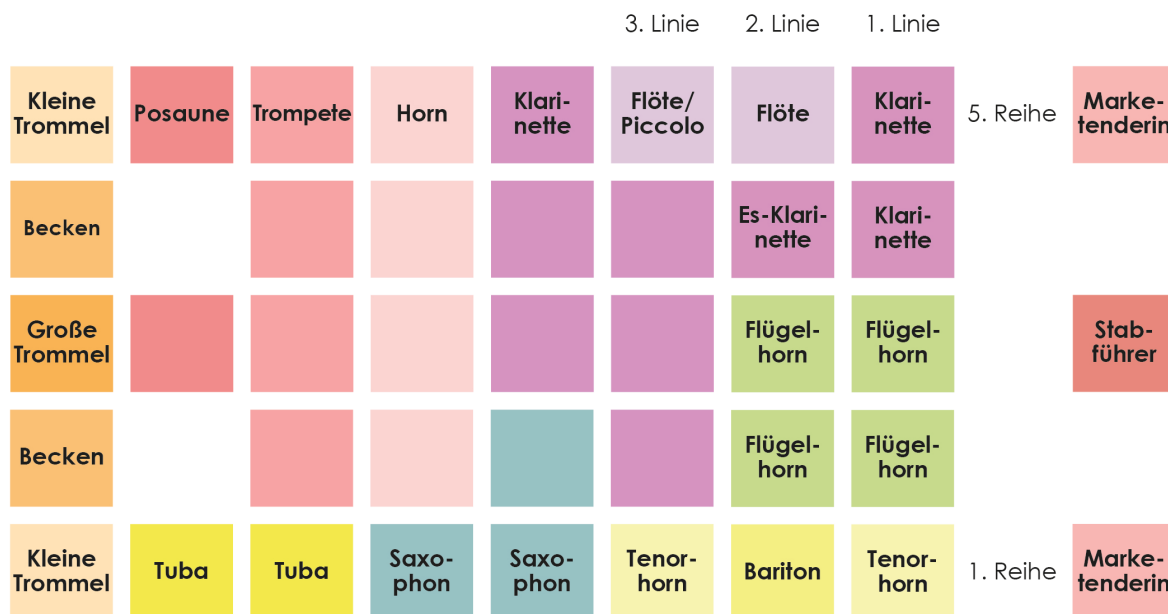 3. Linie 2. Linie 1. Linie
Kleine
Trommel
Posaune
Trompete
Horn
Klari-
nette
Flöte/
Piccolo
Flöte
Klari-
nette
5. Reihe
Marke-
tenderin
Becken
Es-Klari-
nette
Klari-
nette
Große
Trommel
Flügel-
horn
Flügel-
horn
Stab-
führer
Becken
Flügel-
horn
Flügel-
horn
Kleine
Trommel
Tuba
Tuba
Saxo-
phon
Saxo-
phon
Tenor-
horn
Bariton
Tenor-
horn
1. Reihe
Marke-
tenderin